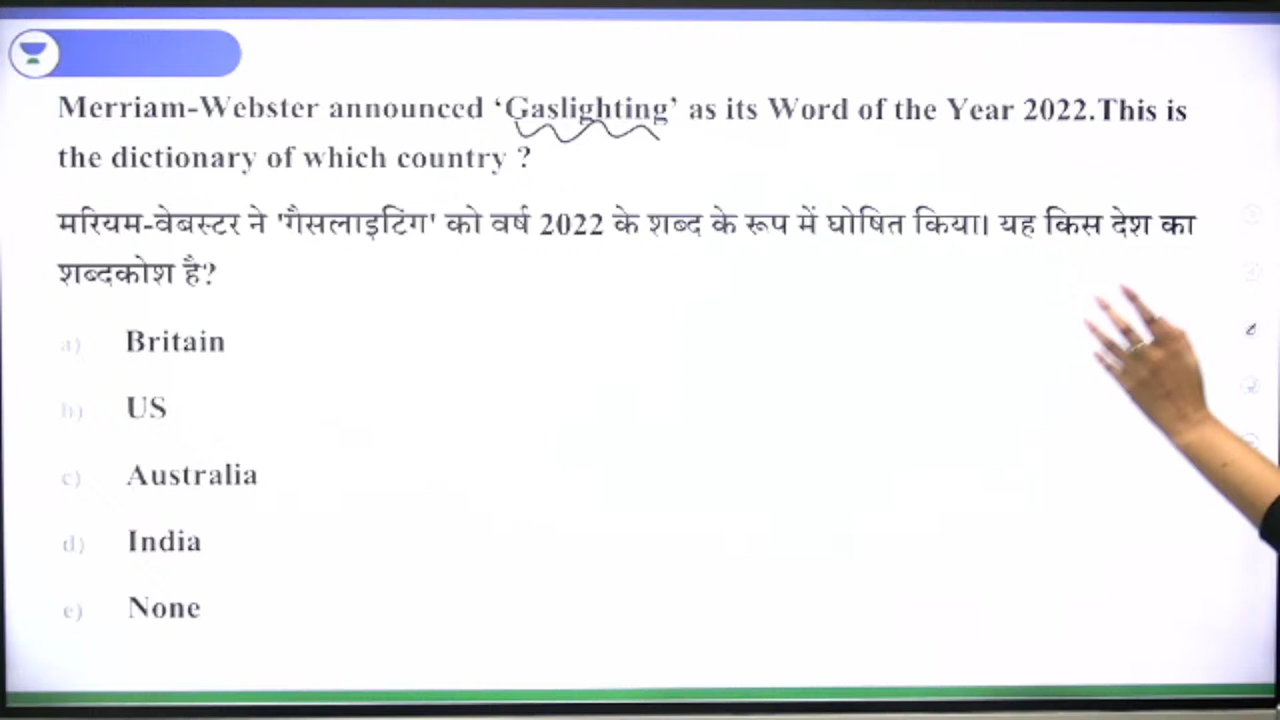 Merriam-Webster announced ‘Gaslighting’ as its Word of the Year 2022.This is
the dictionary of which country ?
मरियम-वेबस्टर ने 'गैसलाइटिंग' को वर्ष 2022 के शब्द के रूप में घोषित किया। यह किस देश का
शब्दकोश है?
a) Britain
b) US
c) Australia
d) India
e) None